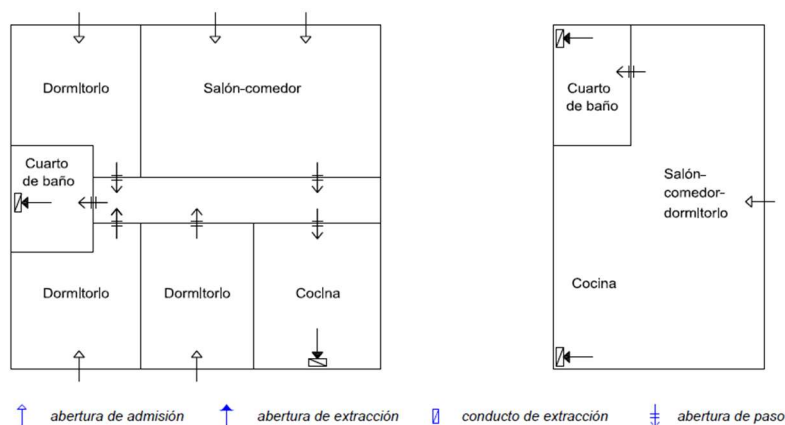 Dormitorio
Salón-comedor
Cuarto
de baño
Dormitorio
Dormitorio
Cocina
Cuarto
de baño
Salón-
comedor-
dormitorio
Cocina
abertura de admisión
abertura de extracción
conducto de extracción
abertura de paso